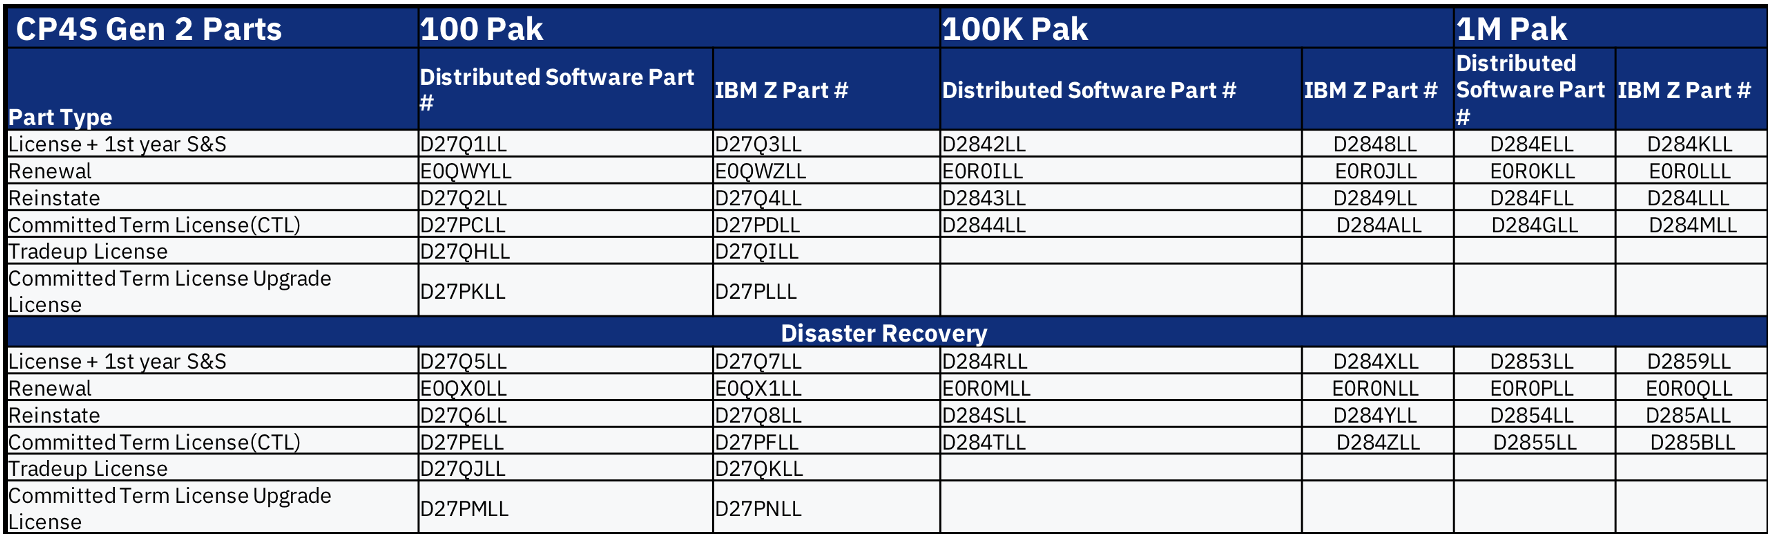 CP4S Gen 2 Parts 100 Pak 100K Pak 1M Pak
Part Type Distributed Software Part # IBM Z Part # Distributed Software Part # IBM Z Part # Distributed Software Part # IBM Z Part #
License + 1st year S&S D27Q1LL D27Q3LL D2842LL D2848LL D284ELL D284KLL
Renewal E0QWYLL E0QWZLL E0R0ILL E0R0JLL E0R0KLL E0R0LLL
Reinstate D27Q2LL D27Q4LL D2843LL D2849LL D284FLL D284LLL
Committed Term License(CTL) D27PCLL D27PDLL D2844LL D284ALL D284GLL D284MLL
Tradeup License D27QHLL D27QILL
Committed Term License Upgrade License D27PKLL D27PLLL
Disaster Recovery
License + 1st year S&S D27Q5LL D27Q7LL D284RLL D284XLL D2853LL D2859LL
Renewal E0QX0LL E0QX1LL E0R0MLL E0R0NLL E0R0PLL E0R0QLL
Reinstate D27Q6LL D27Q8LL D284SLL D284YLL D2854LL D285ALL
Committed Term License(CTL) D27PELL D27PFLL D284TLL D284ZLL D2855LL D285BLL
Tradeup License D27QJLL D27QKLL
Committed Term License Upgrade License D27PMLL D27PNLL